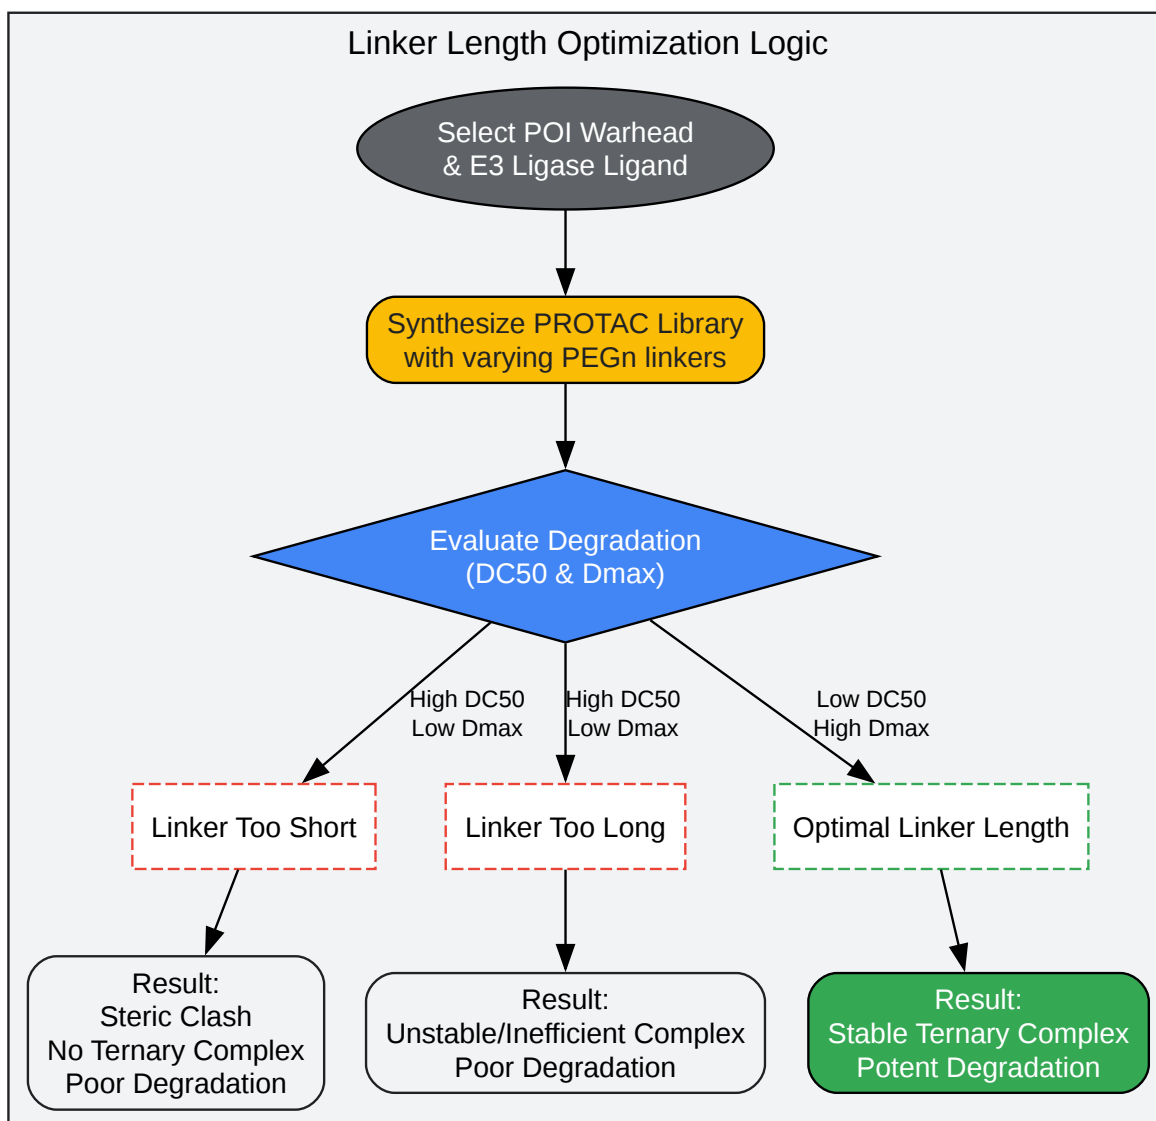 Linker Length Optimization Logic
Select POI Warhead
& E3 Ligase Ligand
Synthesize PROTAC Library
with varying PEGn linkers
Evaluate Degradation
(DC50 & Dmax)
High DC50
Low Dmax
High DC50
Low Dmax
Low DC50
High Dmax
Linker Too Short
Linker Too Long
Optimal Linker Length
Result:
Steric Clash
No Ternary Complex
Poor Degradation
Result:
Unstable/Inefficient Complex
Poor Degradation
Result:
Stable Ternary Complex
Potent Degradation